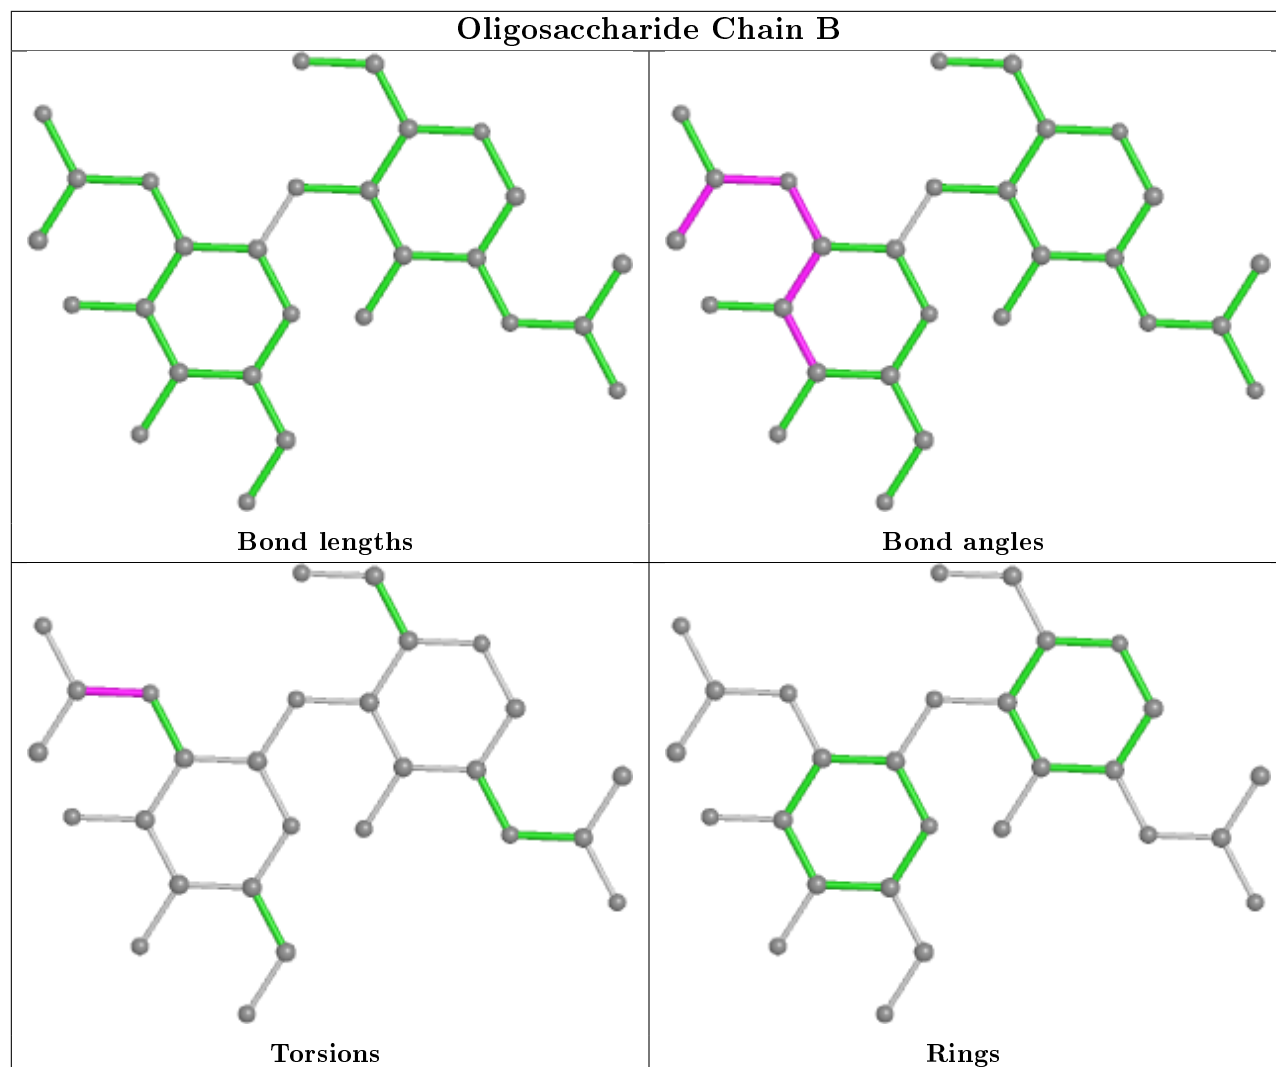 Oligosaccharide Chain B
Bond lengths
Bond angles
Torsions
Rings